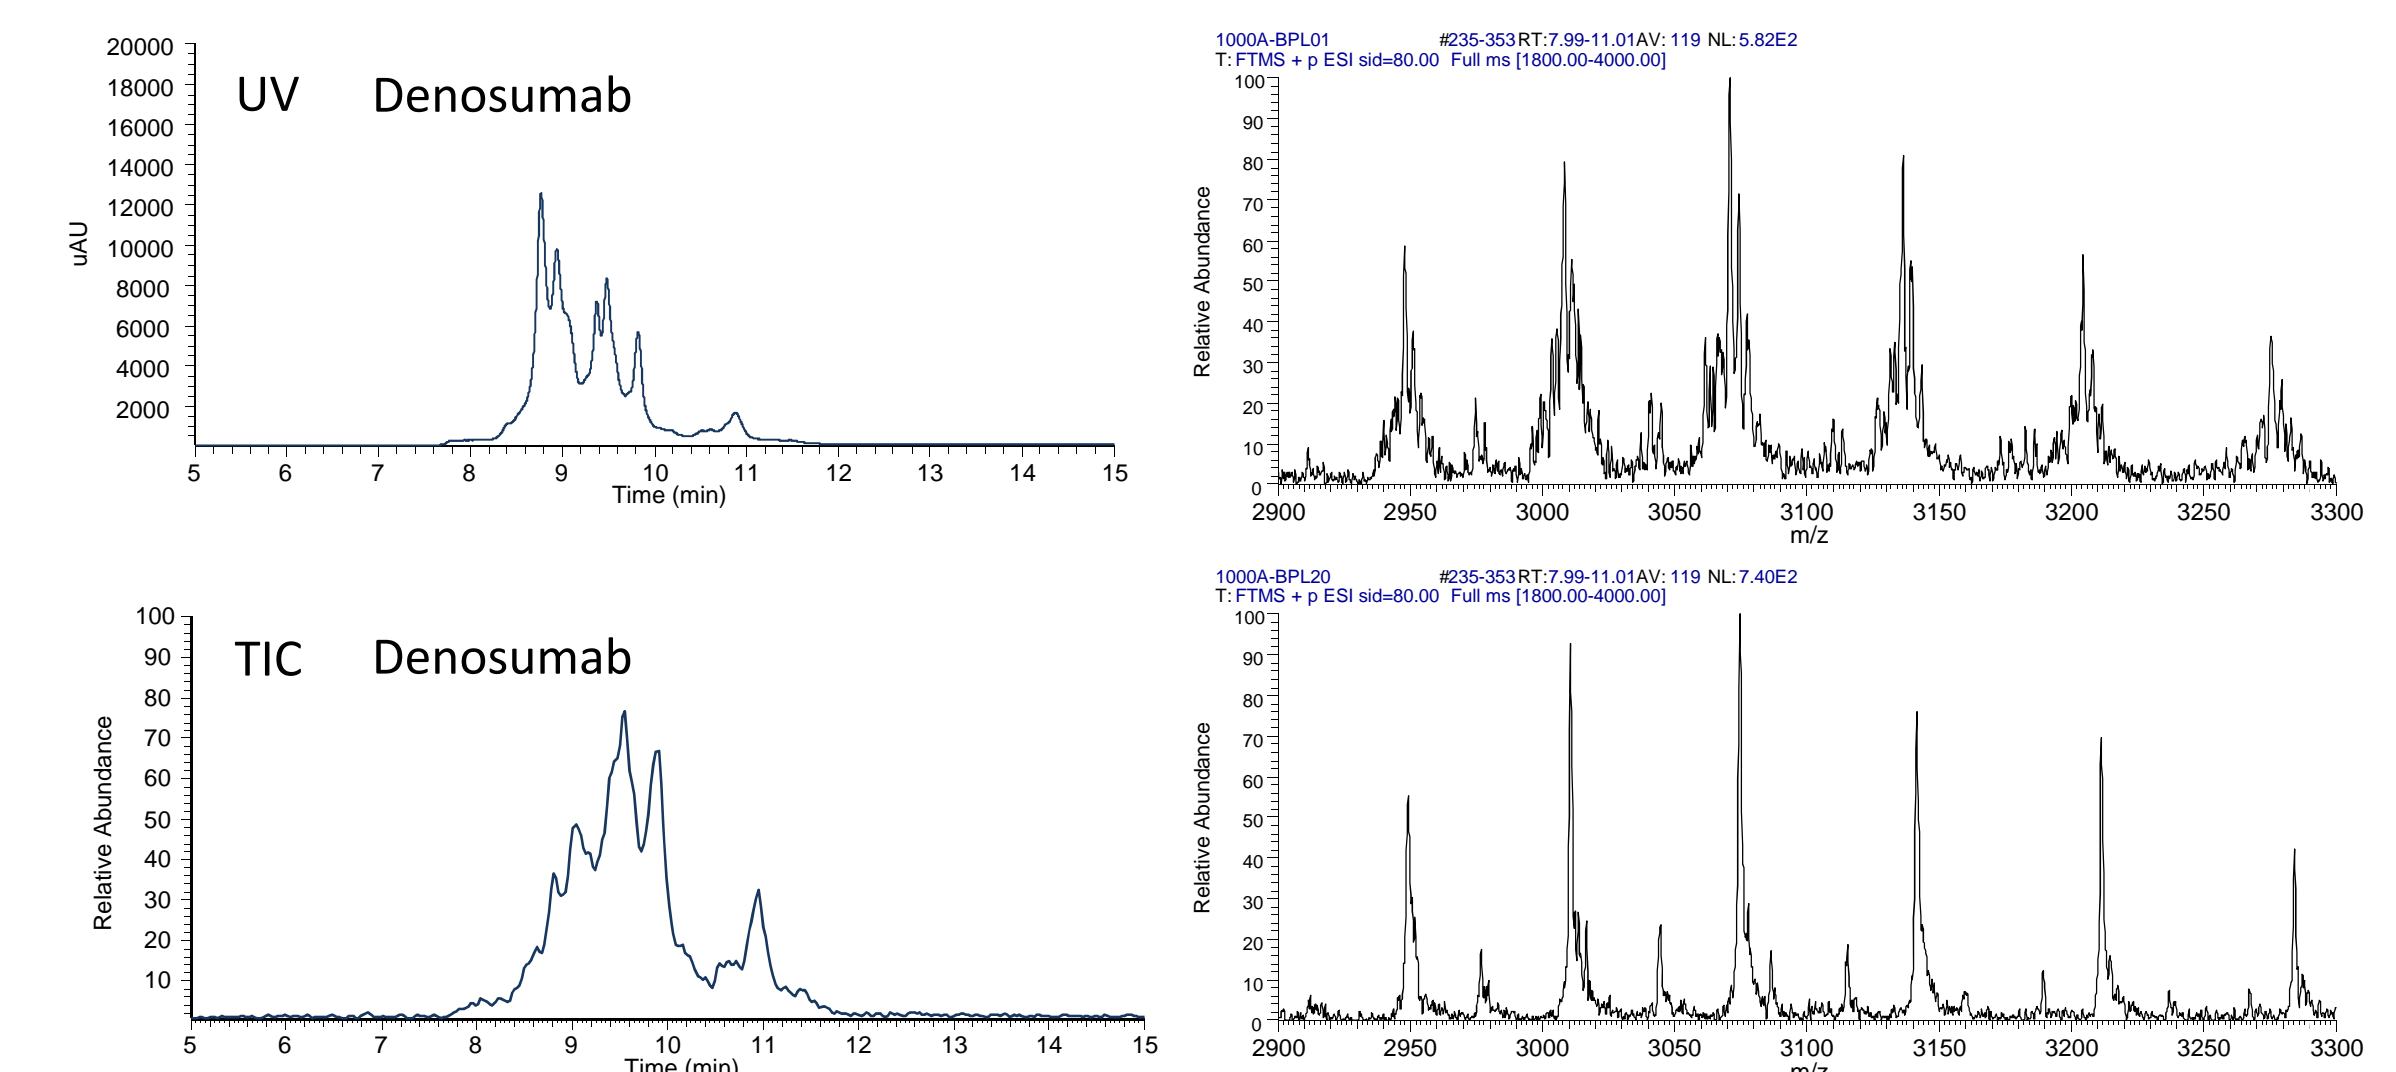 20000
18000
16000
14000
12000
10000
8000
6000
4000
2000
uAU
UV Denosumab
5 6 7 8 9 10 11 12 13 14 15
Time (min)
1000A-BPL01 #235-353 RT:7.99-11.01 AV: 119 NL:5.82E2
T: FTMS + p ESI sid=80.00 Full ms [1800.00-4000.00]
100
90
80
70
60
50
40
30
20
10
0
Relative Abundance
2900 2950 3000 3050 3100 3150 3200 3250 3300
m/z
100
90
80
70
60
50
40
30
20
10
Relative Abundance
TIC Denosumab
5 6 7 8 9 10 11 12 13 14 15
Time (min)
1000A-BPL20 #235-353 RT:7.99-11.01 AV: 119 NL:7.40E2
T: FTMS + p ESI sid=80.00 Full ms [1800.00-4000.00]
100
90
80
70
60
50
40
30
20
10
0
Relative Abundance
2900 2950 3000 3050 3100 3150 3200 3250 3300
m/z